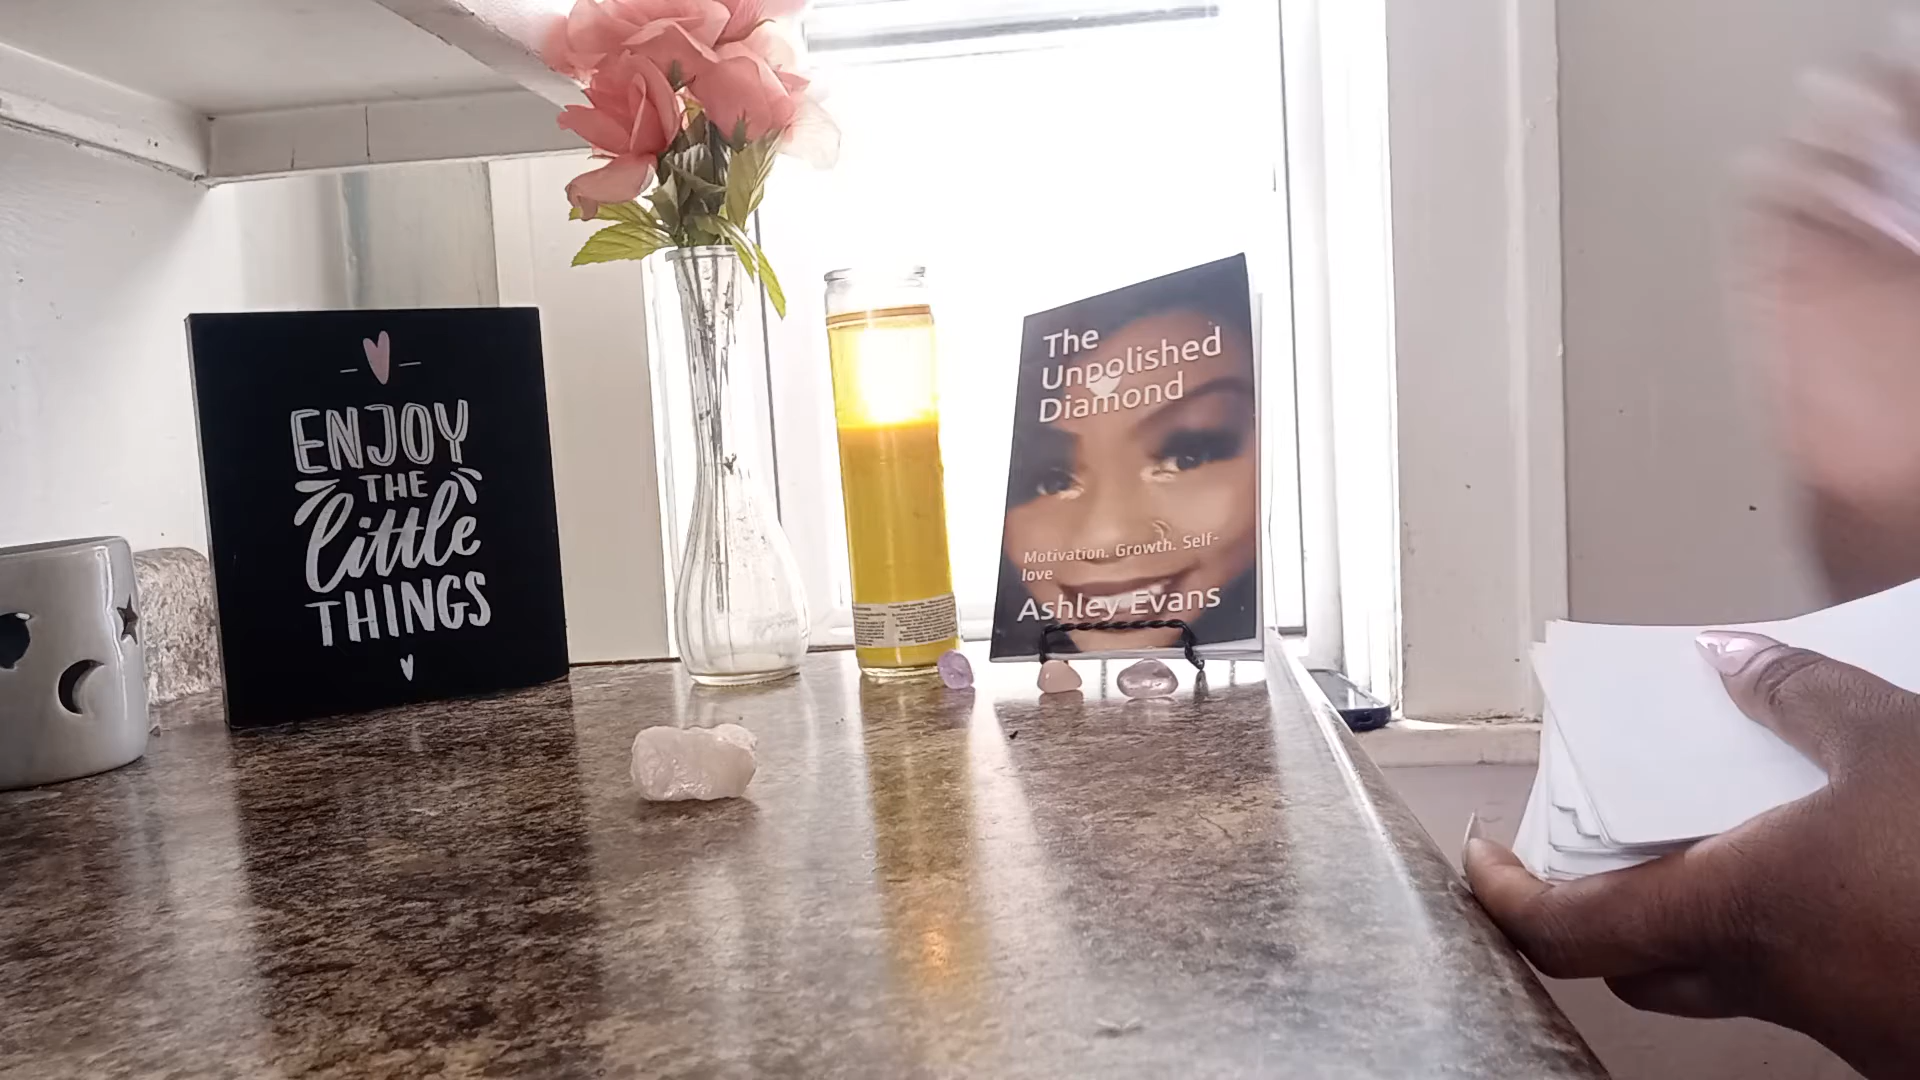 ENJOY
THE
little
THINGS
The
Unpolished
Diamond
Motivation. Growth. Self-
love
Ashley Evans